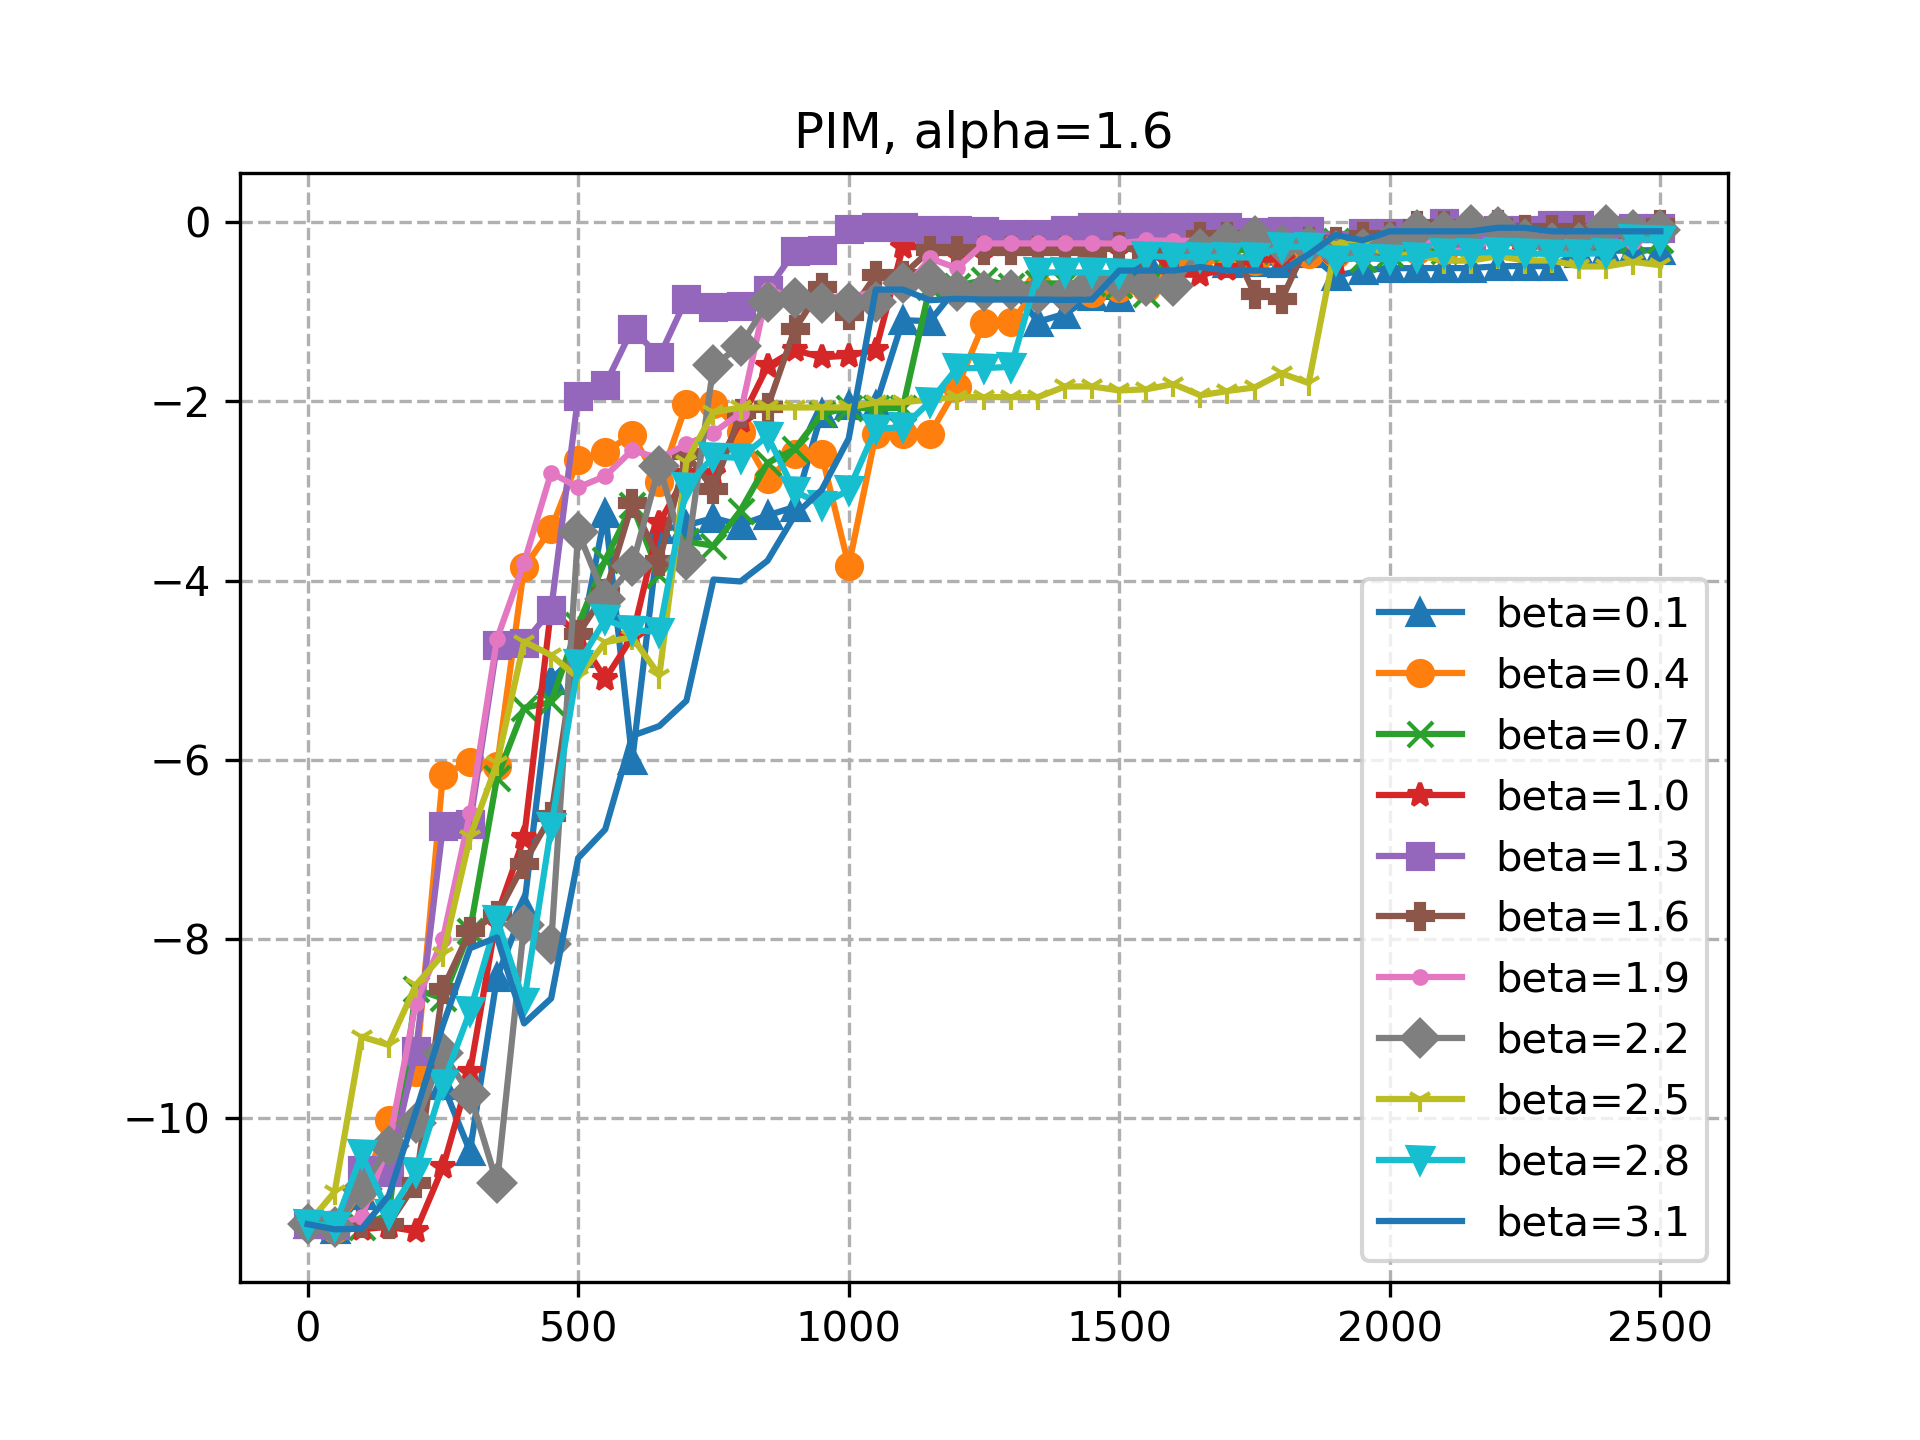 PIM, alpha=1.6
0
−2
−4
−6
−8
−10
0 500 1000 1500 2000 2500
beta=0.1
beta=0.4
beta=0.7
beta=1.0
beta=1.3
beta=1.6
beta=1.9
beta=2.2
beta=2.5
beta=2.8
beta=3.1